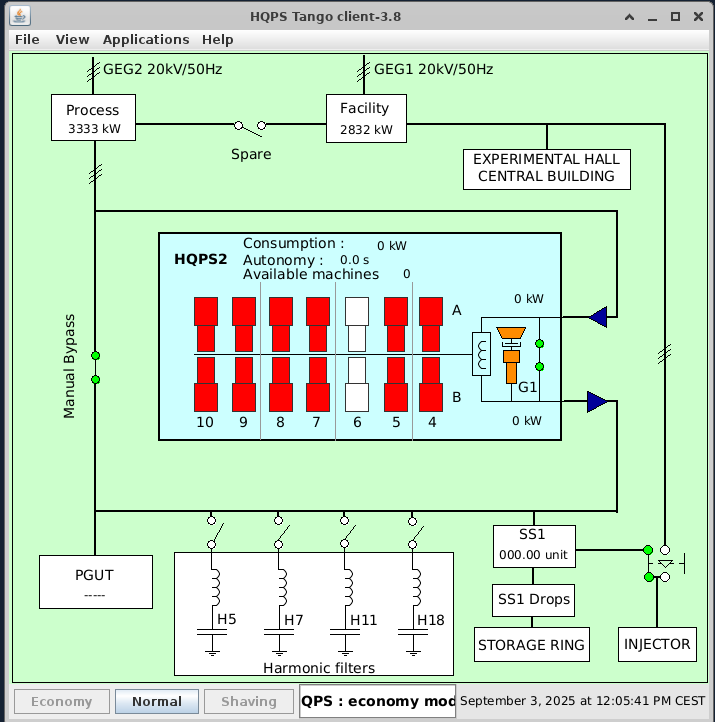 HQPS Tango client-3.8
File View Applications Help
GEG2 20kV/50Hz
GEG1 20kV/50Hz
Process
3333 kW
Facility
2832 kW
Spare
EXPERIMENTAL HALL
CENTRAL BUILDING
HQPS2
Consumption : 0 kW
Autonomy : 0.0 s
Available machines 0
0 kW
A
Manual Bypass
G1
B
10 9 8 7 6 5 4
0 kW
SS1
000.00 unit
PGUT
-----
SS1 Drops
H5 H7 H11 H18
STORAGE RING
INJECTOR
Harmonic filters
Economy Normal Shaving QPS : economy mod September 3, 2025 at 12:05:41 PM CEST